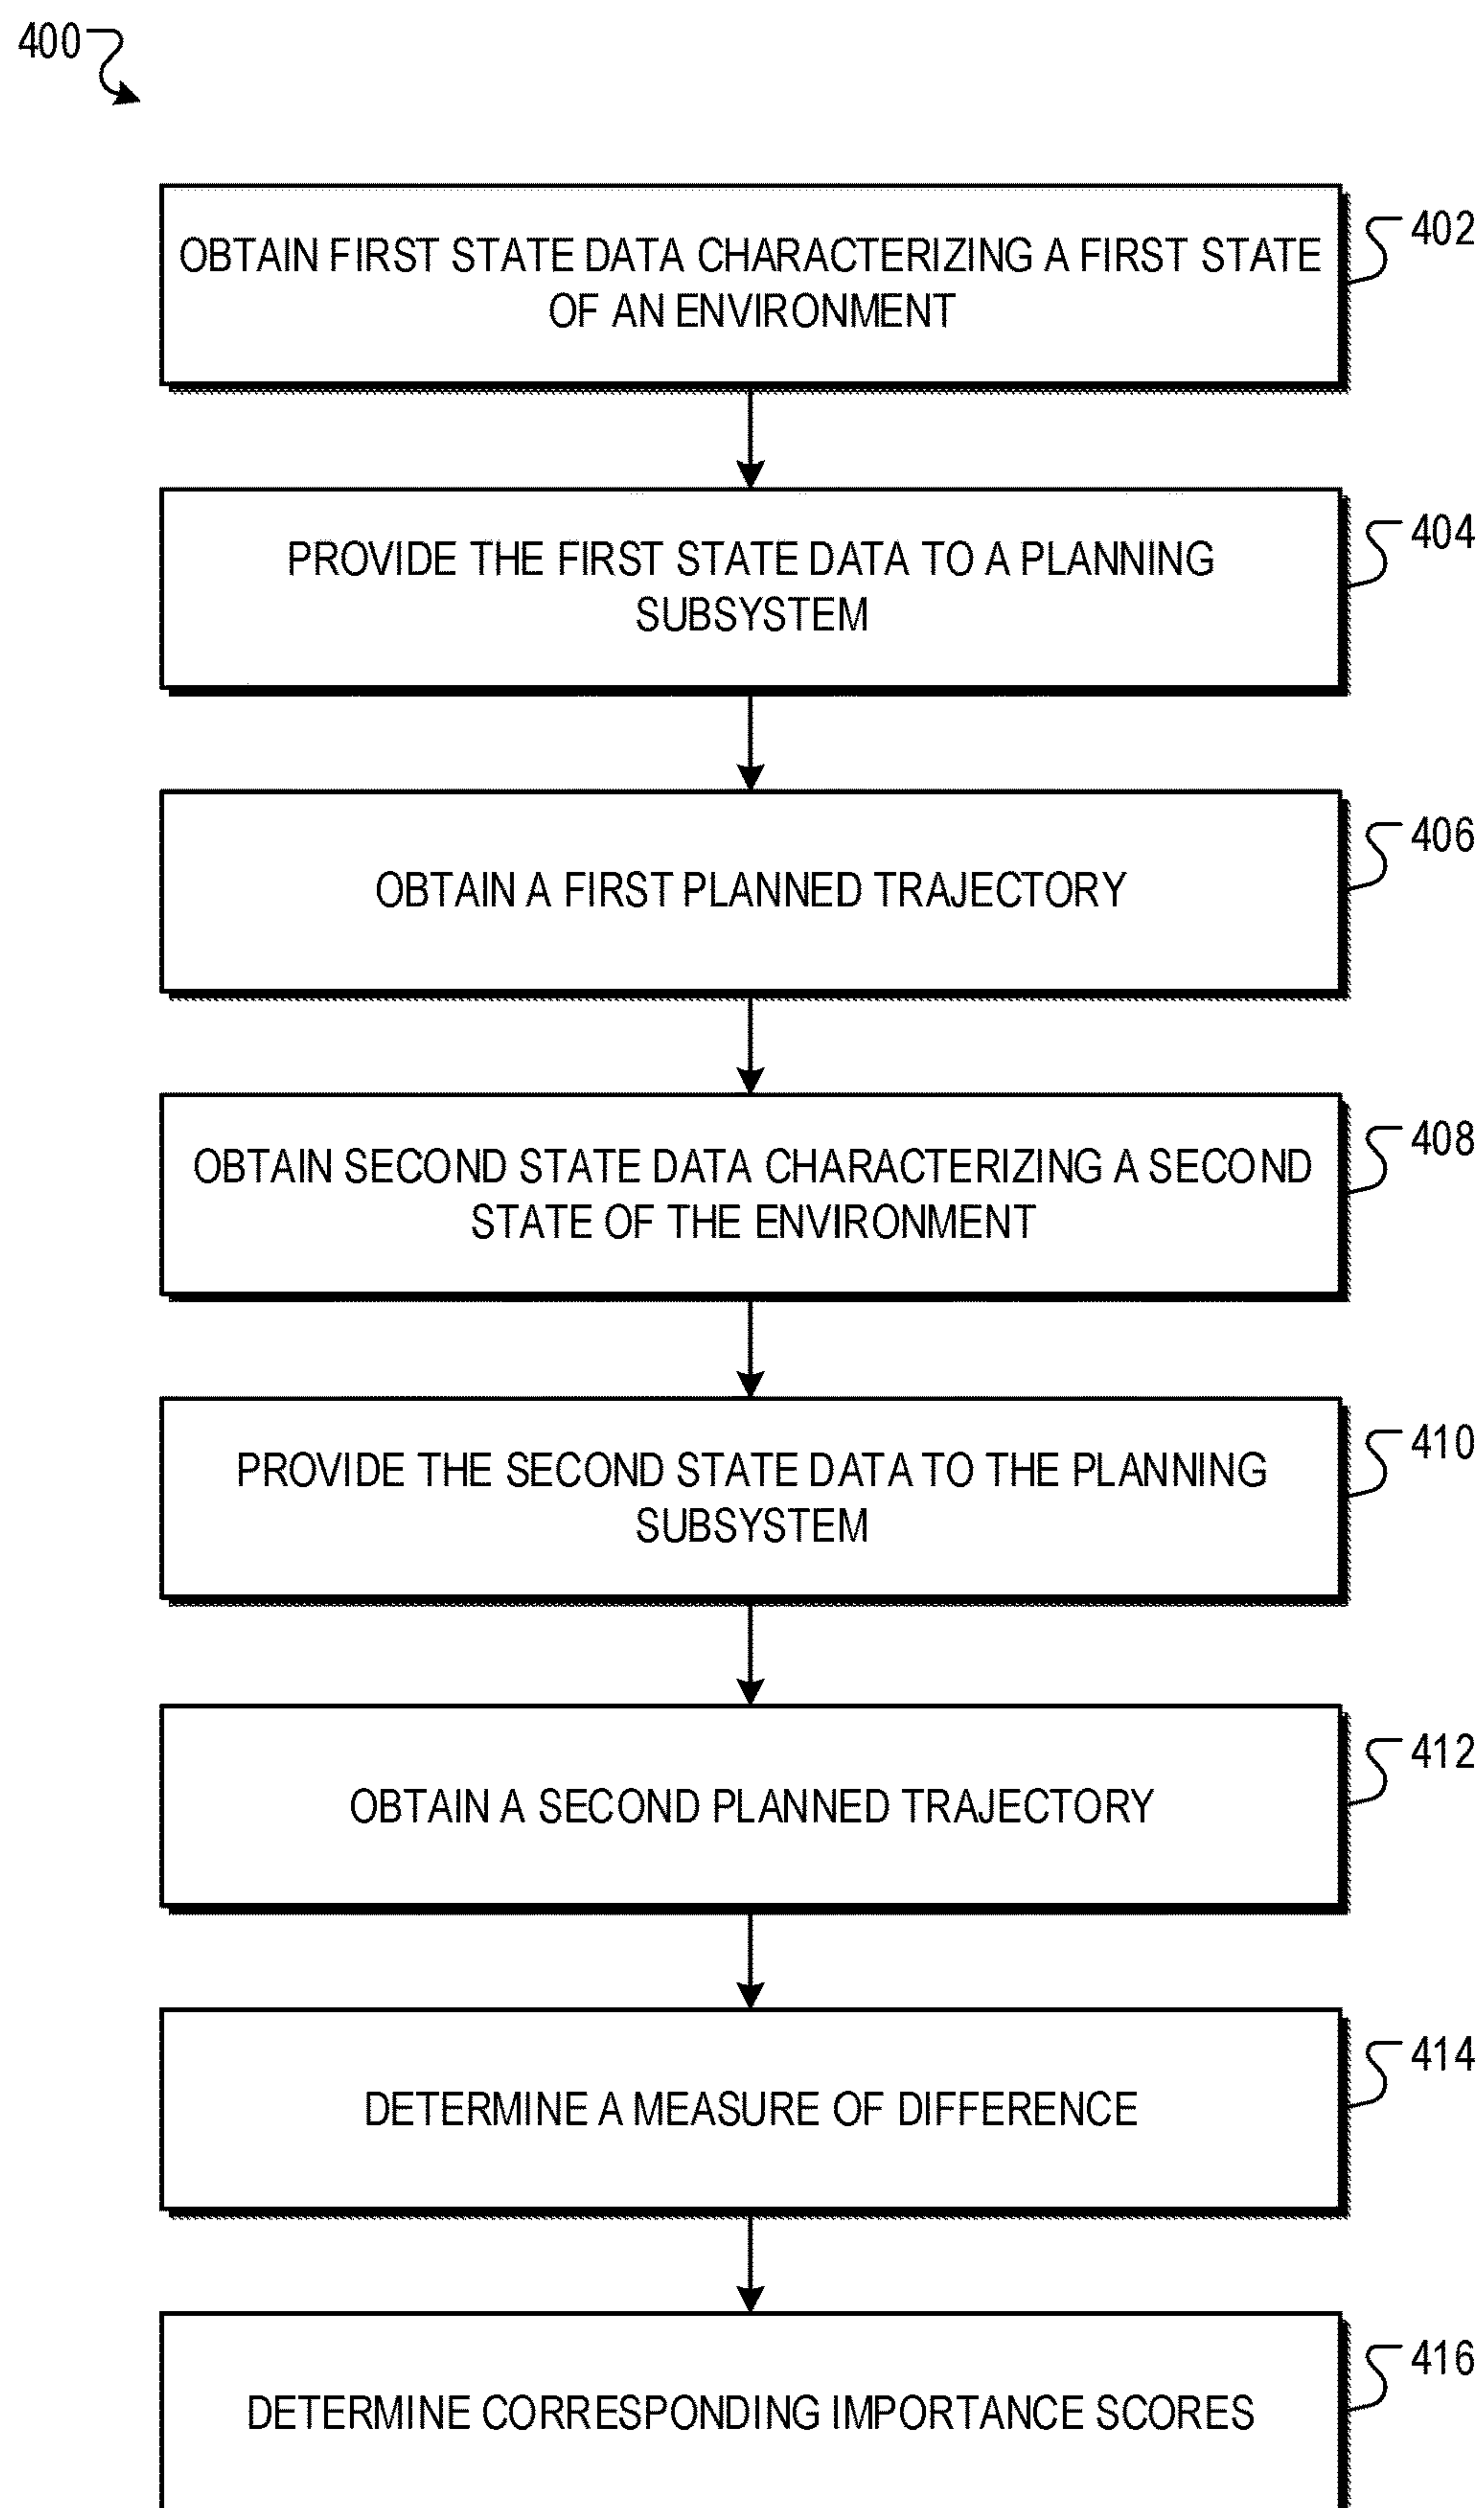 400
OBTAIN FIRST STATE DATA CHARACTERIZING A FIRST STATE
OF AN ENVIRONMENT
402
PROVIDE THE FIRST STATE DATA TO A PLANNING
SUBSYSTEM
404
OBTAIN A FIRST PLANNED TRAJECTORY
406
OBTAIN SECOND STATE DATA CHARACTERIZING A SECOND
STATE OF THE ENVIRONMENT
408
PROVIDE THE SECOND STATE DATA TO THE PLANNING
SUBSYSTEM
410
OBTAIN A SECOND PLANNED TRAJECTORY
412
DETERMINE A MEASURE OF DIFFERENCE
414
DETERMINE CORRESPONDING IMPORTANCE SCORES
416